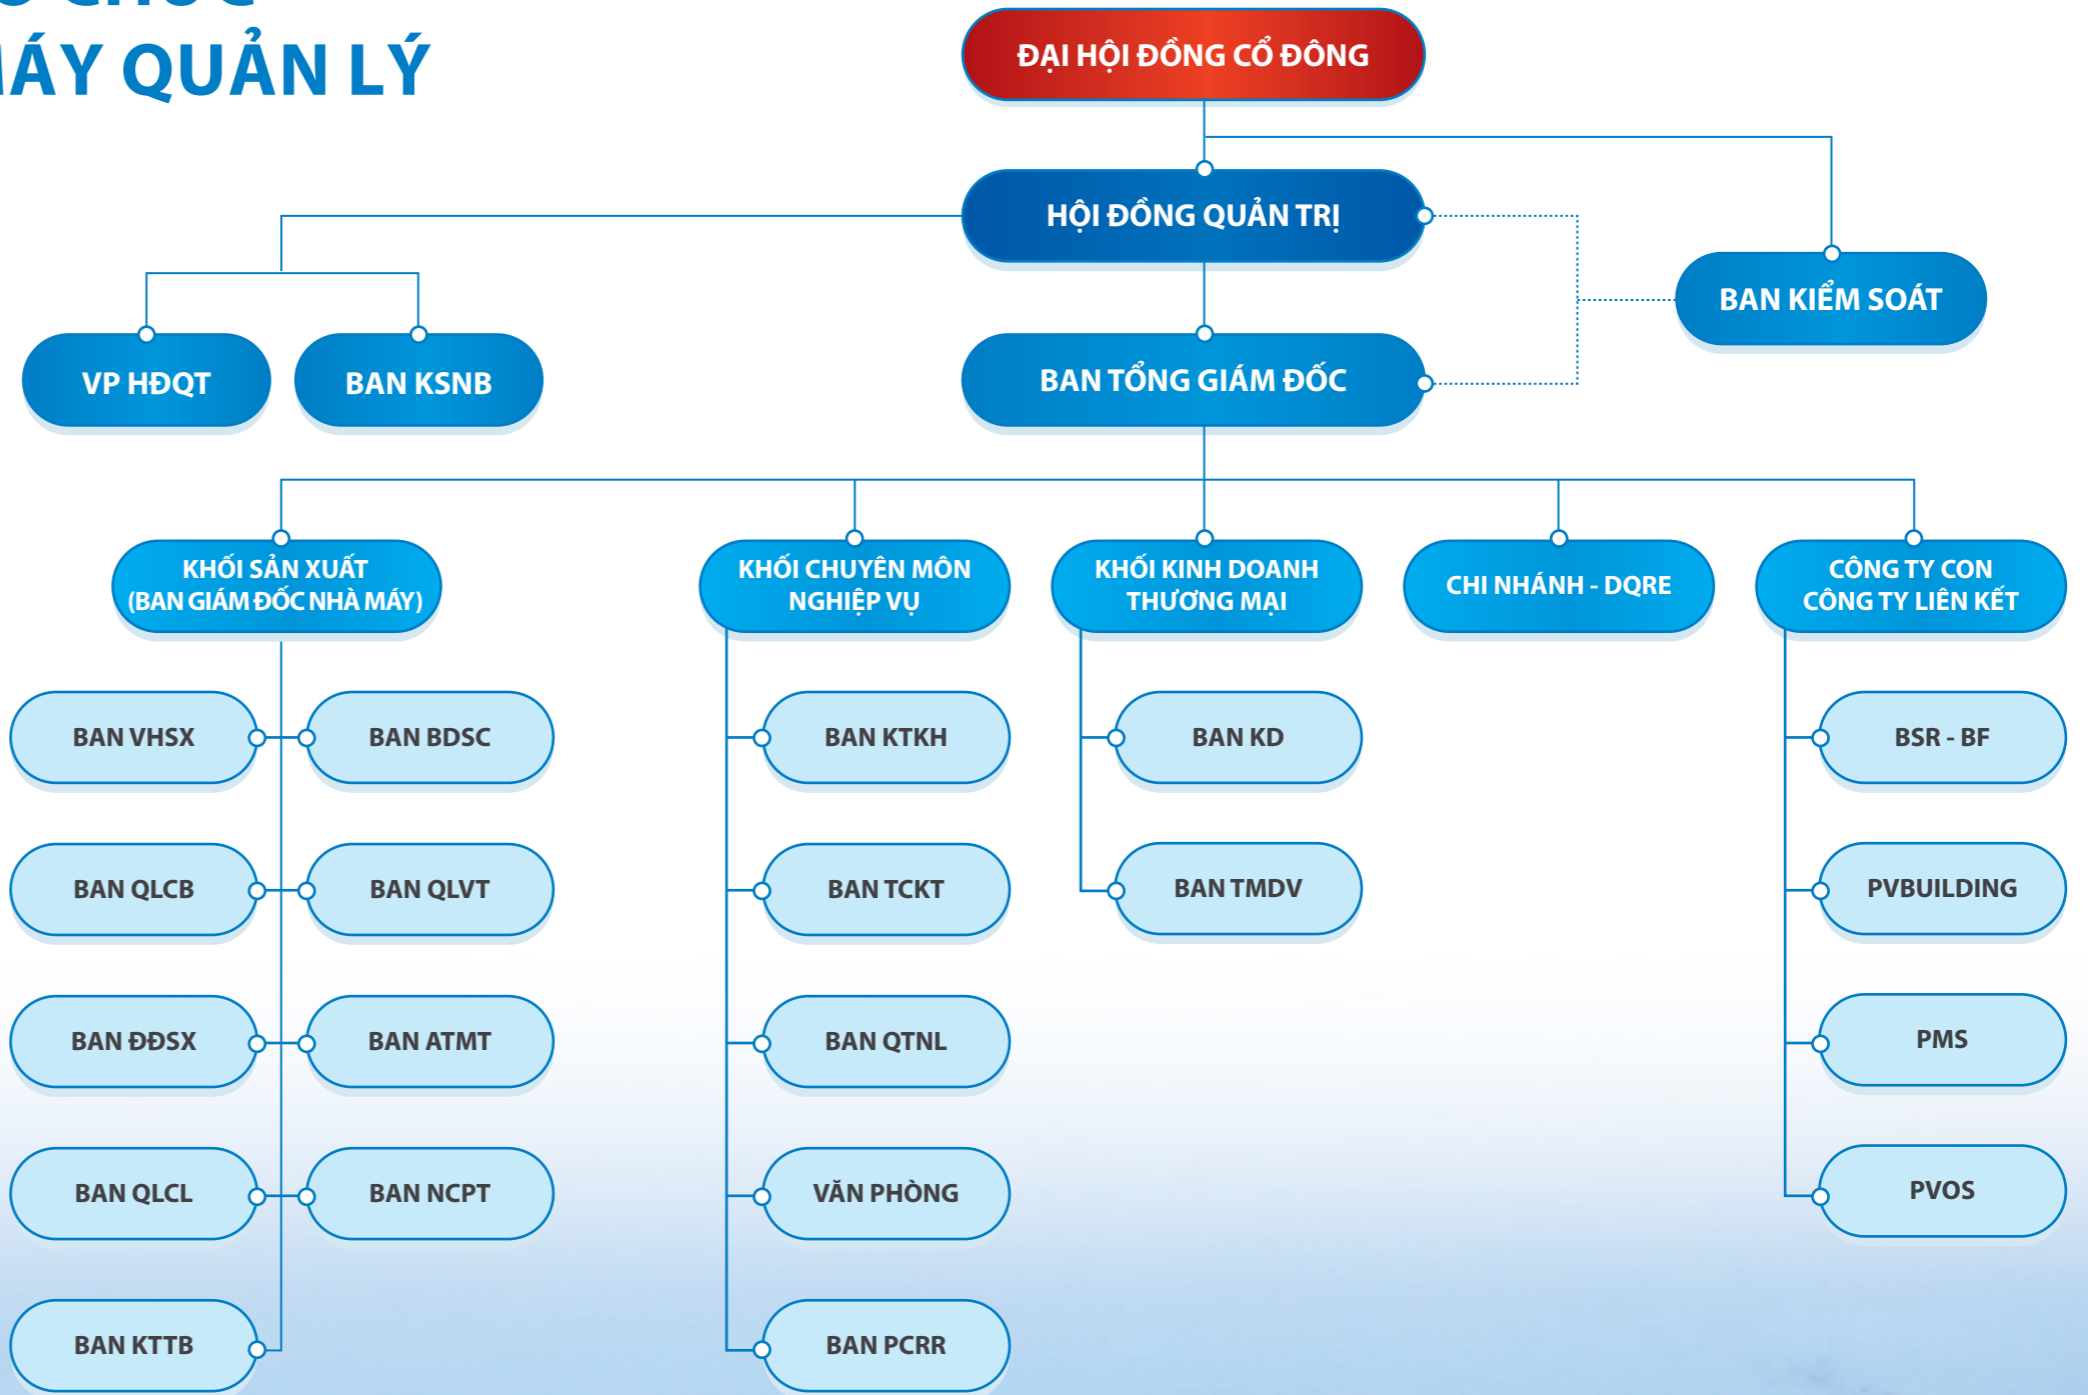 CHỨC
MÁY QUẢN LÝ
ĐẠI HỘI ĐỒNG CỔ ĐÔNG
HỘI ĐỒNG QUẢN TRỊ
BAN KIỂM SOÁT
VP HĐQT
BAN KSNB
BAN TỔNG GIÁM ĐỐC
KHỐI SẢN XUẤT
(BAN GIÁM ĐỐC NHÀ MÁY)
KHỐI CHUYÊN MÔN
NGHIỆP VỤ
KHỐI KINH DOANH
THƯƠNG MẠI
CHI NHÁNH - DQRE
CÔNG TY CON
CÔNG TY LIÊN KẾT
BAN VHSX
BAN BDSC
BAN KTKH
BAN KD
BSR - BF
BAN QLCB
BAN QLVT
BAN TCKT
BAN TMDV
PVBUILDING
BAN ĐĐSX
BAN ATMT
BAN QTNL
PMS
BAN QLCL
BAN NCPT
VĂN PHÒNG
PVOS
BAN KTTB
BAN PCRR